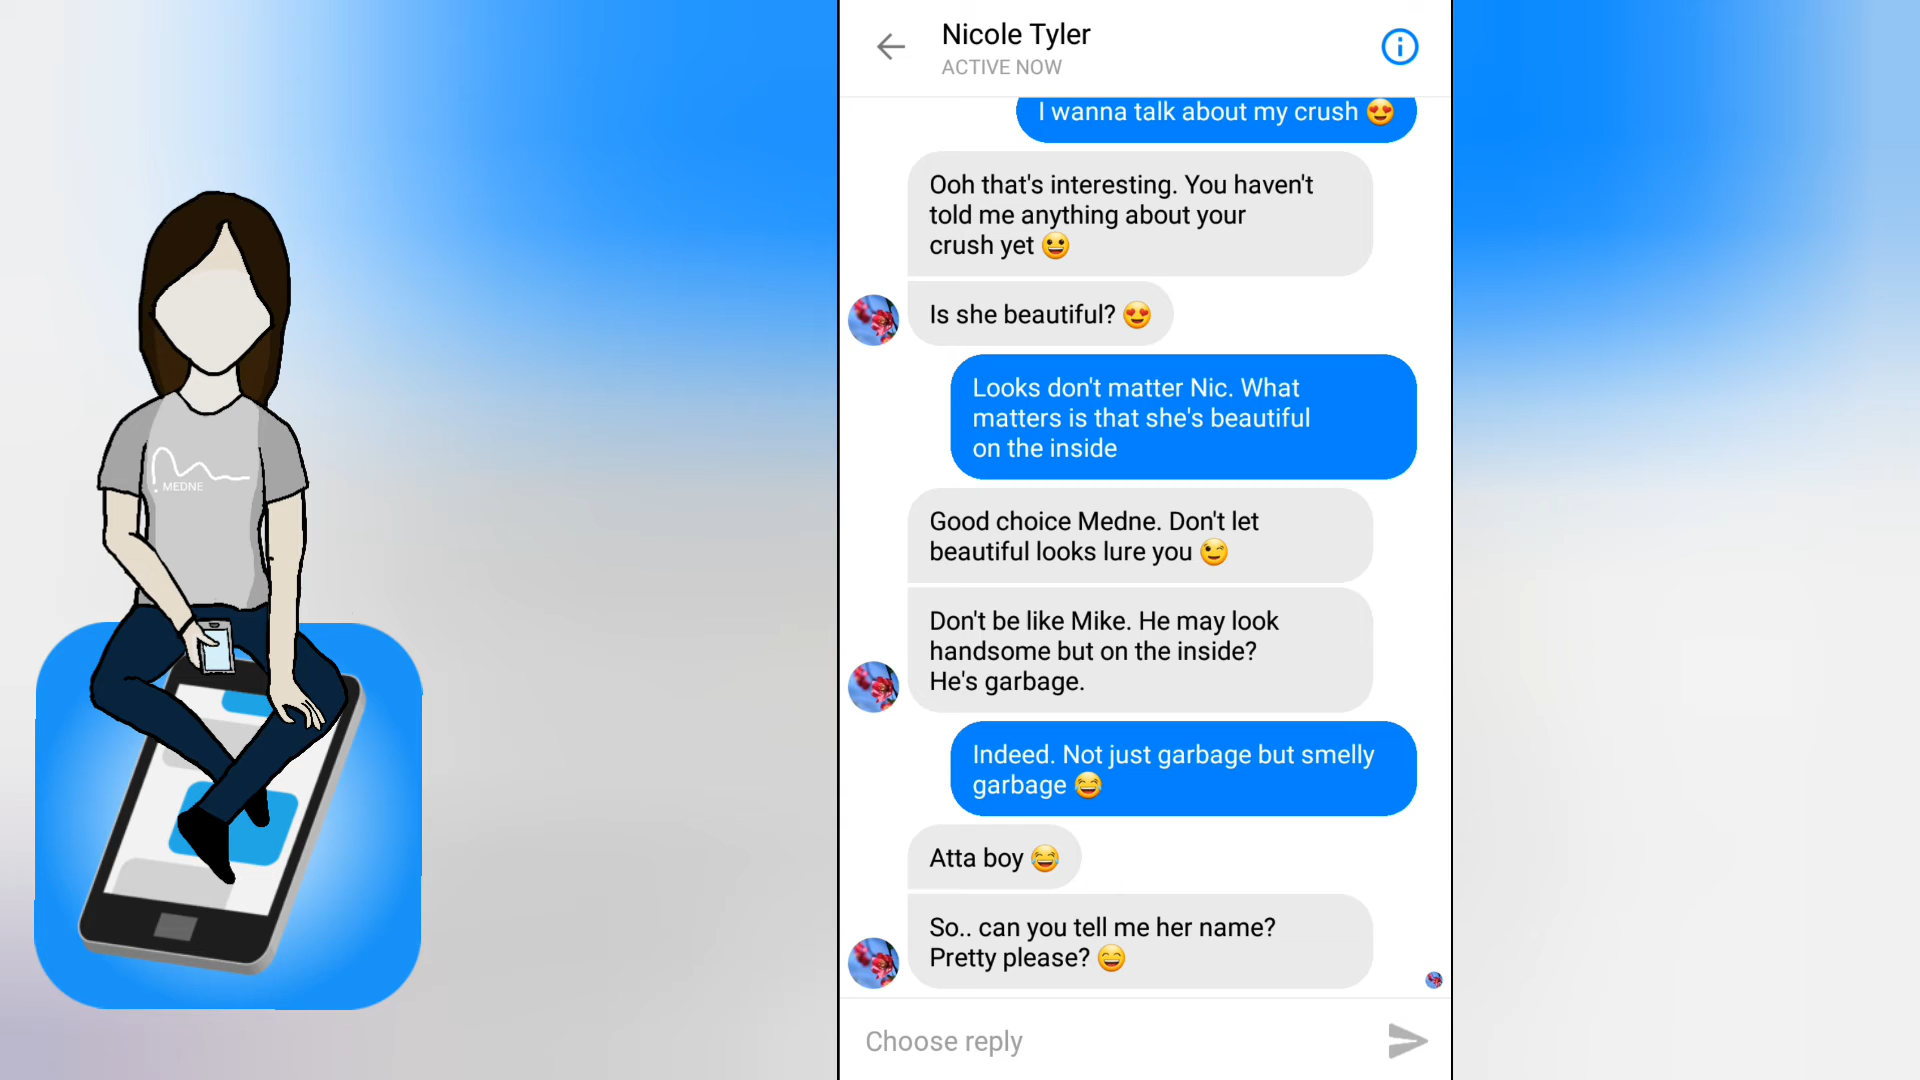 Nicole Tyler
ACTIVE NOW
I wanna talk about my crush 😍
Ooh that's interesting. You haven't
told me anything about your
crush yet 😀
Is she beautiful? 😍
Looks don't matter Nic. What
matters is that she's beautiful
on the inside
Good choice Medne. Don't let
beautiful looks lure you 😉
Don't be like Mike. He may look
handsome but on the inside?
He's garbage.
Indeed. Not just garbage but smelly
garbage 😂
Atta boy 😂
So.. can you tell me her name?
Pretty please? 😄
Choose reply
MEDNE